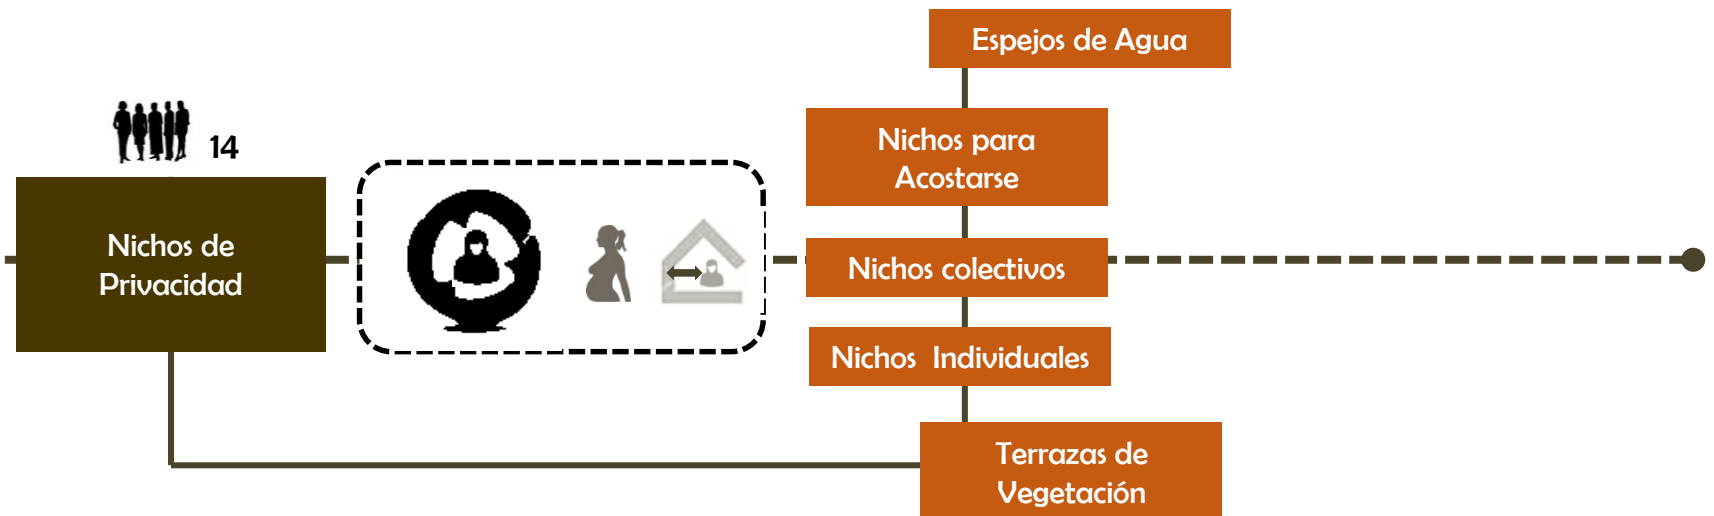 14
Nichos de
Privacidad
Espejos de Agua
Nichos para
Acostarse
Nichos colectivos
Nichos  Individuales
Terrazas de
Vegetación